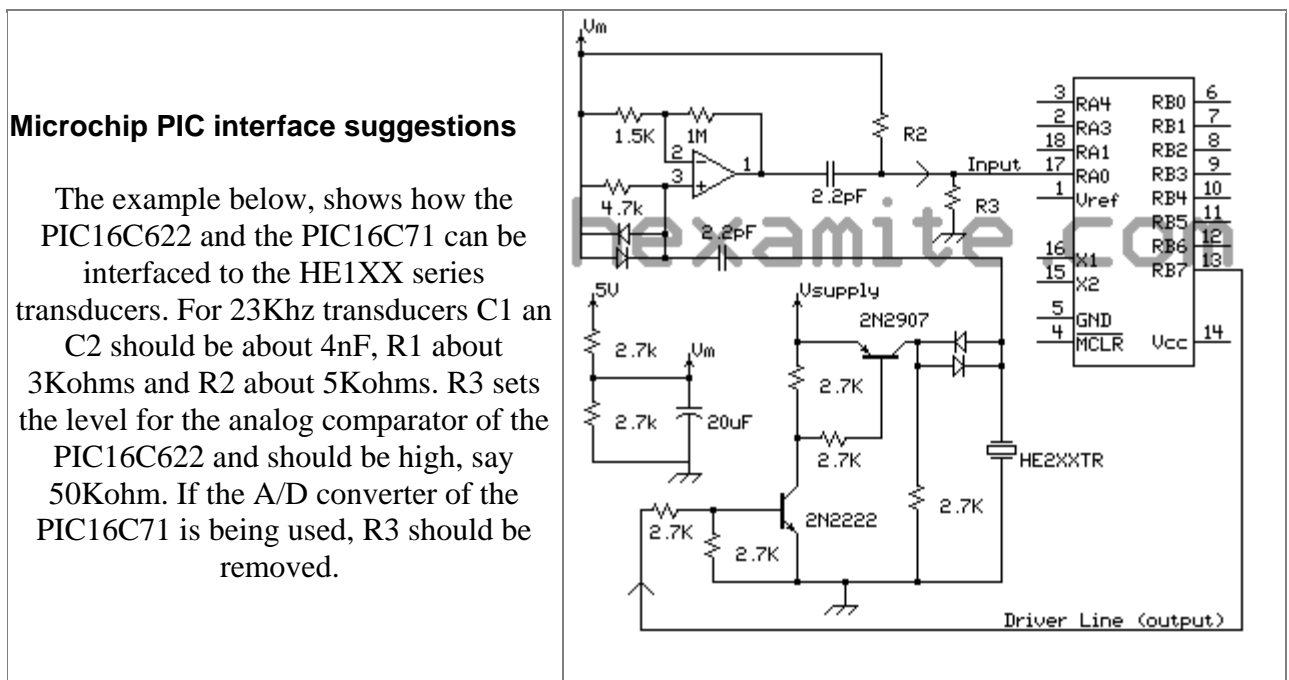 Microchip PIC interface suggestions
The example below, shows how the
PIC16C622 and the PIC16C71 can be
interfaced to the HE1XX series
transducers. For 23Khz transducers C1 an
C2 should be about 4nF, R1 about
3Kohms and R2 about 5Kohms. R3 sets
the level for the analog comparator of the
PIC16C622 and should be high, say
50Kohm. If the A/D converter of the
PIC16C71 is being used, R3 should be
removed.
Vm
1.5K
1M
2
3
1
4.7k
2.2pF
2.2pF
R2
Input
R3
hexamite.com
3 RA4
2 RA3
18 RA1
17 RA0
1 Vref
16 X1
15 X2
5 GND
4 MCLR
RB0 6
RB1 7
RB2 8
RB3 9
RB4 10
RB5 11
RB6 12
RB7 13
Vcc 14
5V
2.7k
Vm
2.7k
20uF
Vsupply
2N2907
2.7K
2.7K
HE2XXTR
2.7K
2N2222
2.7K
2.7K
Driver Line (output)